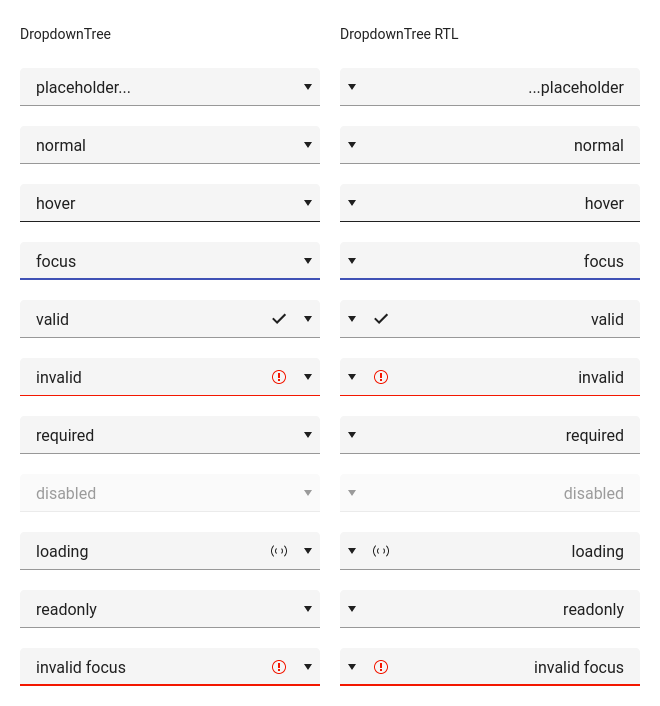 DropdownTree
placeholder...
normal
hover
focus
valid
invalid
required
disabled
loading
readonly
invalid focus
DropdownTree RTL
...placeholder
normal
hover
focus
valid
invalid
required
disabled
loading
readonly
invalid focus